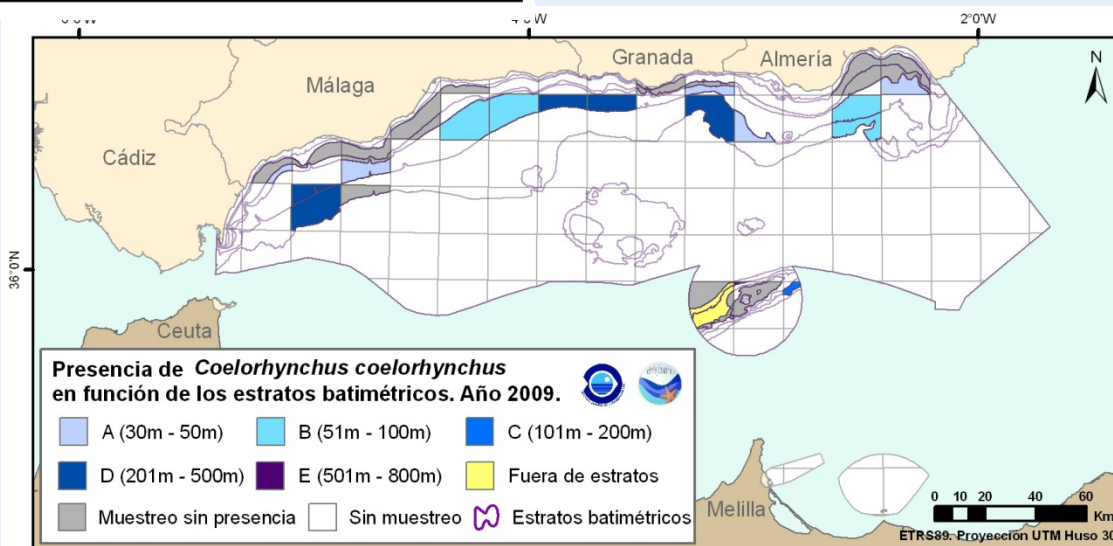 4°0'W
2°0'W
Granada
Almería
N
Málaga
Cádiz
36°0'N
Ceuta
Presencia de Coelorhynchus coelorhynchus
en función de los estratos batimétricos. Año 2009.
A (30m - 50m)
B (51m - 100m)
C (101m - 200m)
D (201m - 500m)
E (501m - 800m)
Fuera de estratos
Muestreo sin presencia
Sin muestreo
Estratos batimétricos
Melilla
0 10 20 40 60
Km
ETRS89. Proyección UTM Huso 30